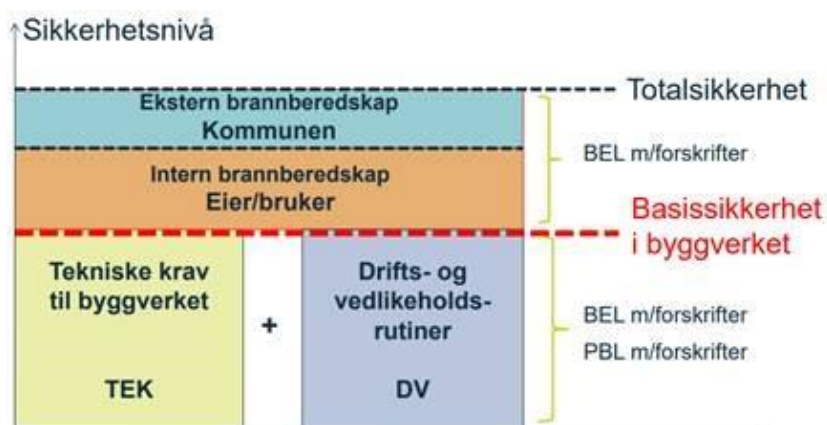 Sikkerhetsnivå
Ekstern brannberedskap
Kommunen
Totalsikkerhet
BEL m/forskrifter
Intern brannberedskap
Eier/bruker
Basissikkerhet
i byggverket
Tekniske krav
til byggverket
+
Drifts- og
vedlikeholds-
rutiner
BEL m/forskrifter
PBL m/forskrifter
TEK
DV